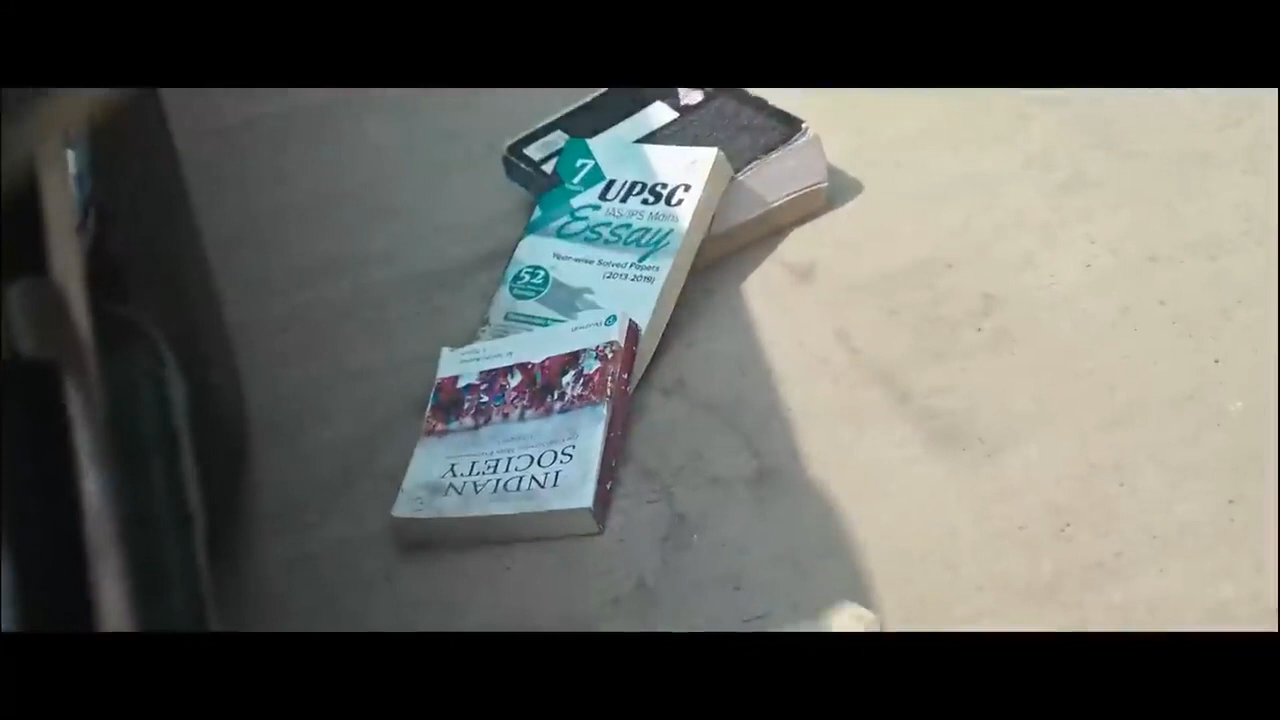 7
UPSC
IAS-IPS Mains
Essay
Year-wise Solved Papers
(2013-2019)
52
INDIAN
SOCIETY